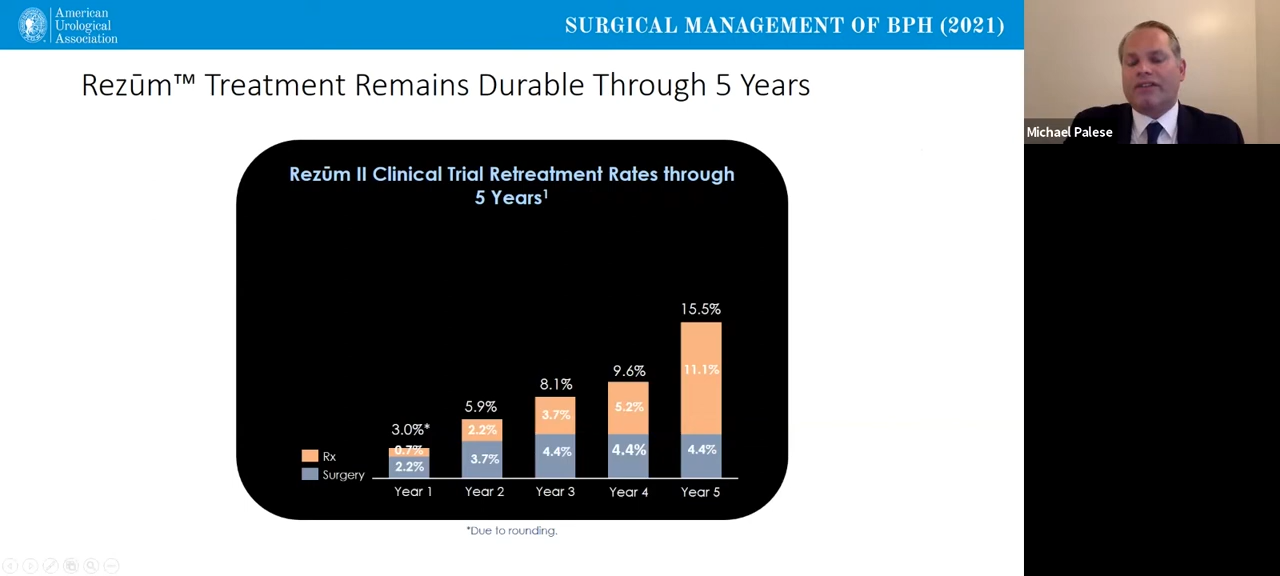 American
Urological
Association
SURGICAL MANAGEMENT OF BPH (2021)
Rezūm™ Treatment Remains Durable Through 5 Years
Michael Palese
Rezūm II Clinical Trial Retreatment Rates through
5 Years¹
15.5%
9.6%
8.1%
5.9%
3.0%*
11.1%
5.2%
3.7%
2.2%
0.7%
Rx
Surgery
2.2%
3.7%
4.4%
4.4%
4.4%
Year 1 Year 2 Year 3 Year 4 Year 5
*Due to rounding.